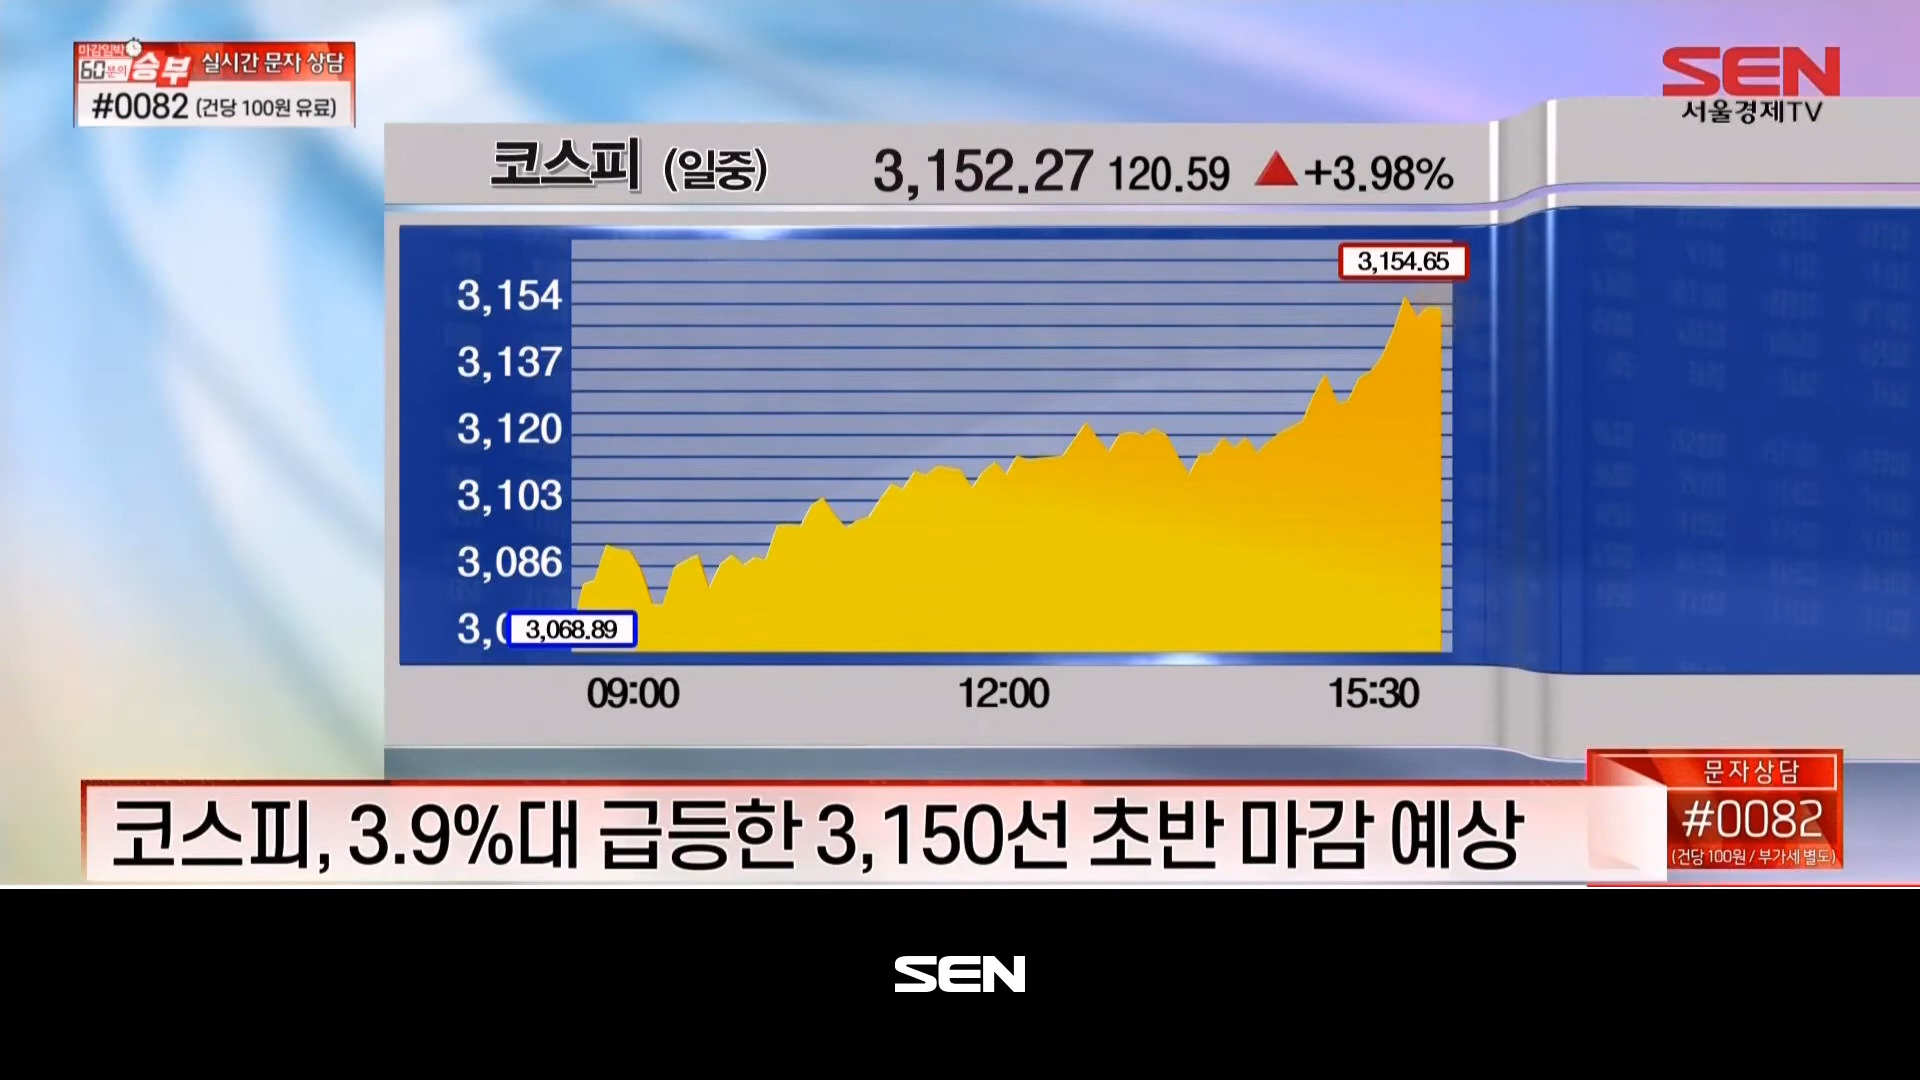 마감임박
60분의 승부 실시간 문자 상담
#0082 (건당 100원 유료)
SEN
서울경제TV
코스피 (일중) 3,152.27 120.59 ▲+3.98%
3,154.65
3,154
3,137
3,120
3,103
3,086
3,068.89
09:00 12:00 15:30
코스피, 3.9%대 급등한 3,150선 초반 마감 예상
문자상담
#0082
(건당 100원 / 부가세 별도)
SEN